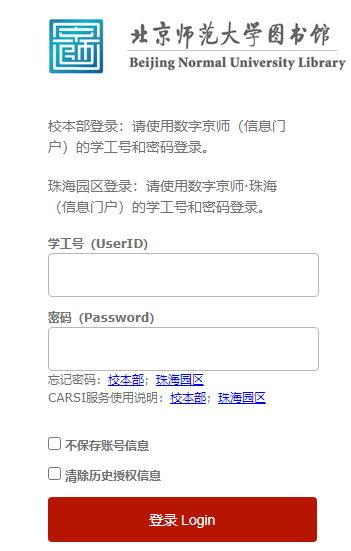 北京师范大学图书馆
Beijing Normal University Library
校本部登录：请使用数字京师（信息门
户）的学工号和密码登录。
珠海园区登录：请使用数字京师·珠海
（信息门户）的学工号和密码登录。
学工号（UserID）
密码（Password）
忘记密码：校本部；珠海园区
CARSI服务使用说明：校本部；珠海园区
不保存账号信息
清除历史授权信息
登录 Login